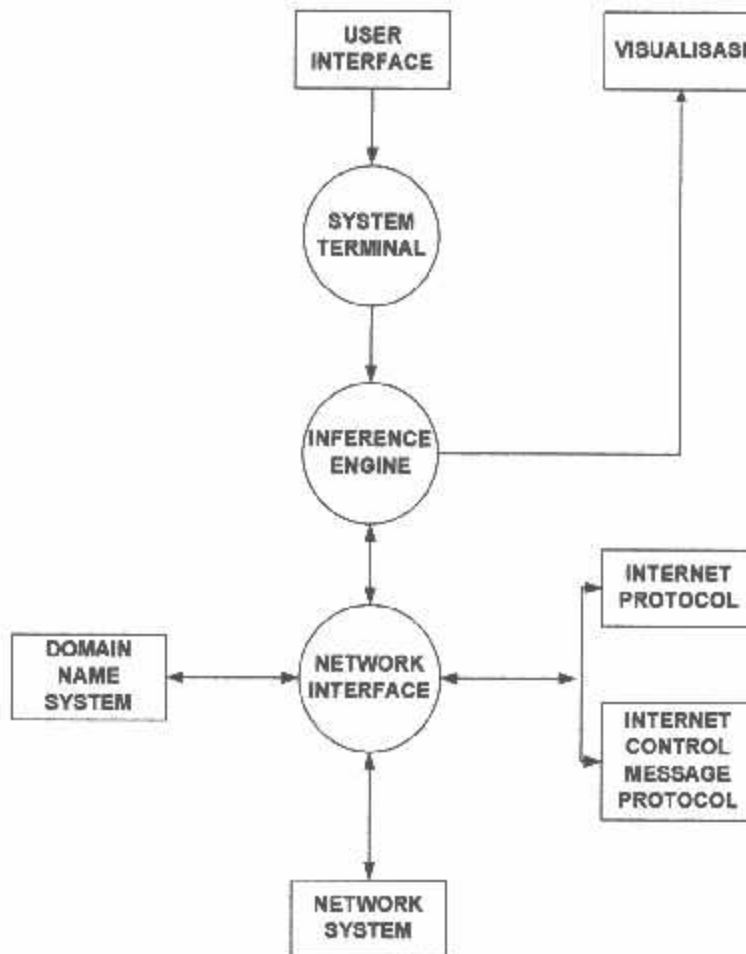 USER
INTERFACE
VISUALISASI
SYSTEM
TERMINAL
INFERENCE
ENGINE
INTERNET
PROTOCOL
DOMAIN
NAME
SYSTEM
NETWORK
INTERFACE
INTERNET
CONTROL
MESSAGE
PROTOCOL
NETWORK
SYSTEM